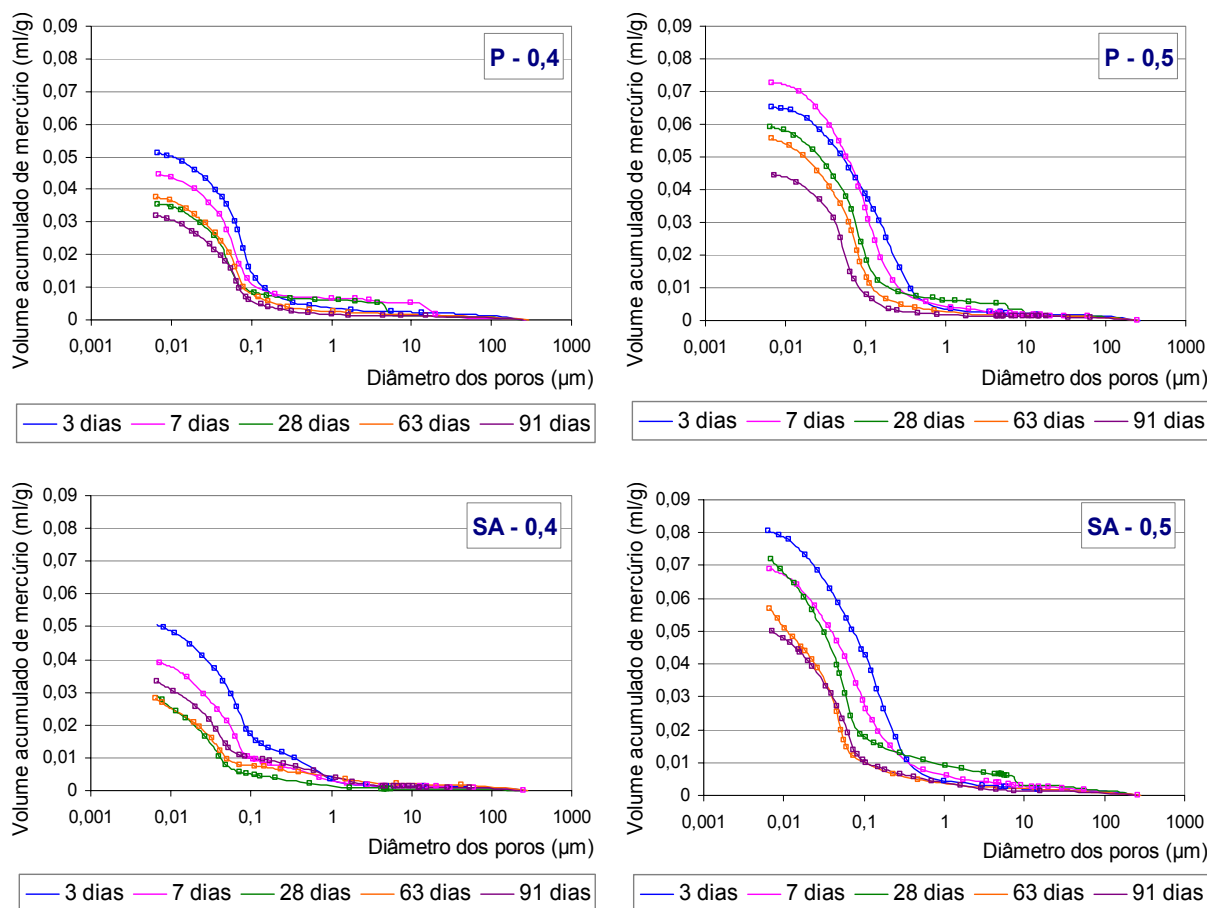 Volume acumulado de mercúrio (ml/g)
0,09
0,08
0,07
0,06
0,05
0,04
0,03
0,02
0,01
0
P - 0,4
0,001 0,01 0,1 1 10 100 1000
Diâmetro dos poros (µm)
3 dias 7 dias 28 dias 63 dias 91 dias
Volume acumulado de mercúrio (ml/g)
0,09
0,08
0,07
0,06
0,05
0,04
0,03
0,02
0,01
0
P - 0,5
0,001 0,01 0,1 1 10 100 1000
Diâmetro dos poros (µm)
3 dias 7 dias 28 dias 63 dias 91 dias
Volume acumulado de mercúrio (ml/g)
0,09
0,08
0,07
0,06
0,05
0,04
0,03
0,02
0,01
0
SA - 0,4
0,001 0,01 0,1 1 10 100 1000
Diâmetro dos poros (µm)
3 dias 7 dias 28 dias 63 dias 91 dias
Volume acumulado de mercúrio (ml/g)
0,09
0,08
0,07
0,06
0,05
0,04
0,03
0,02
0,01
0
SA - 0,5
0,001 0,01 0,1 1 10 100 1000
Diâmetro dos poros (µm)
3 dias 7 dias 28 dias 63 dias 91 dias